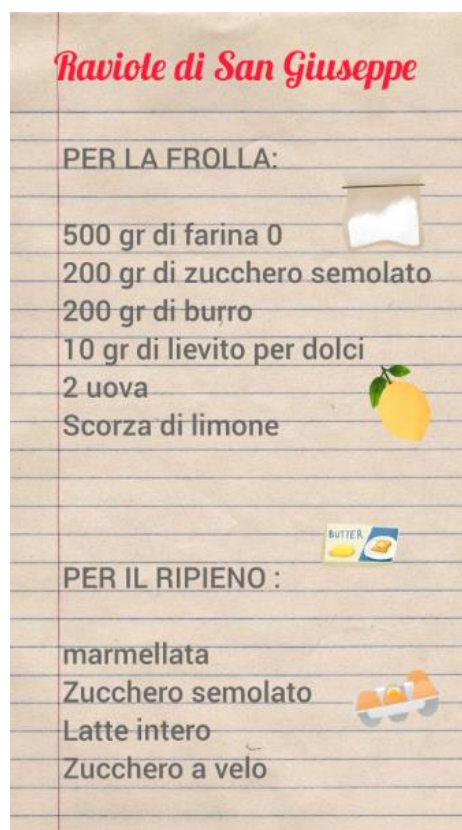 Raviole di San Giuseppe
PER LA FROLLA:
500 gr di farina 0
200 gr di zucchero semolato
200 gr di burro
10 gr di lievito per dolci
2 uova
Scorza di limone
BUTTER
PER IL RIPIENO :
marmellata
Zucchero semolato
Latte intero
Zucchero a velo